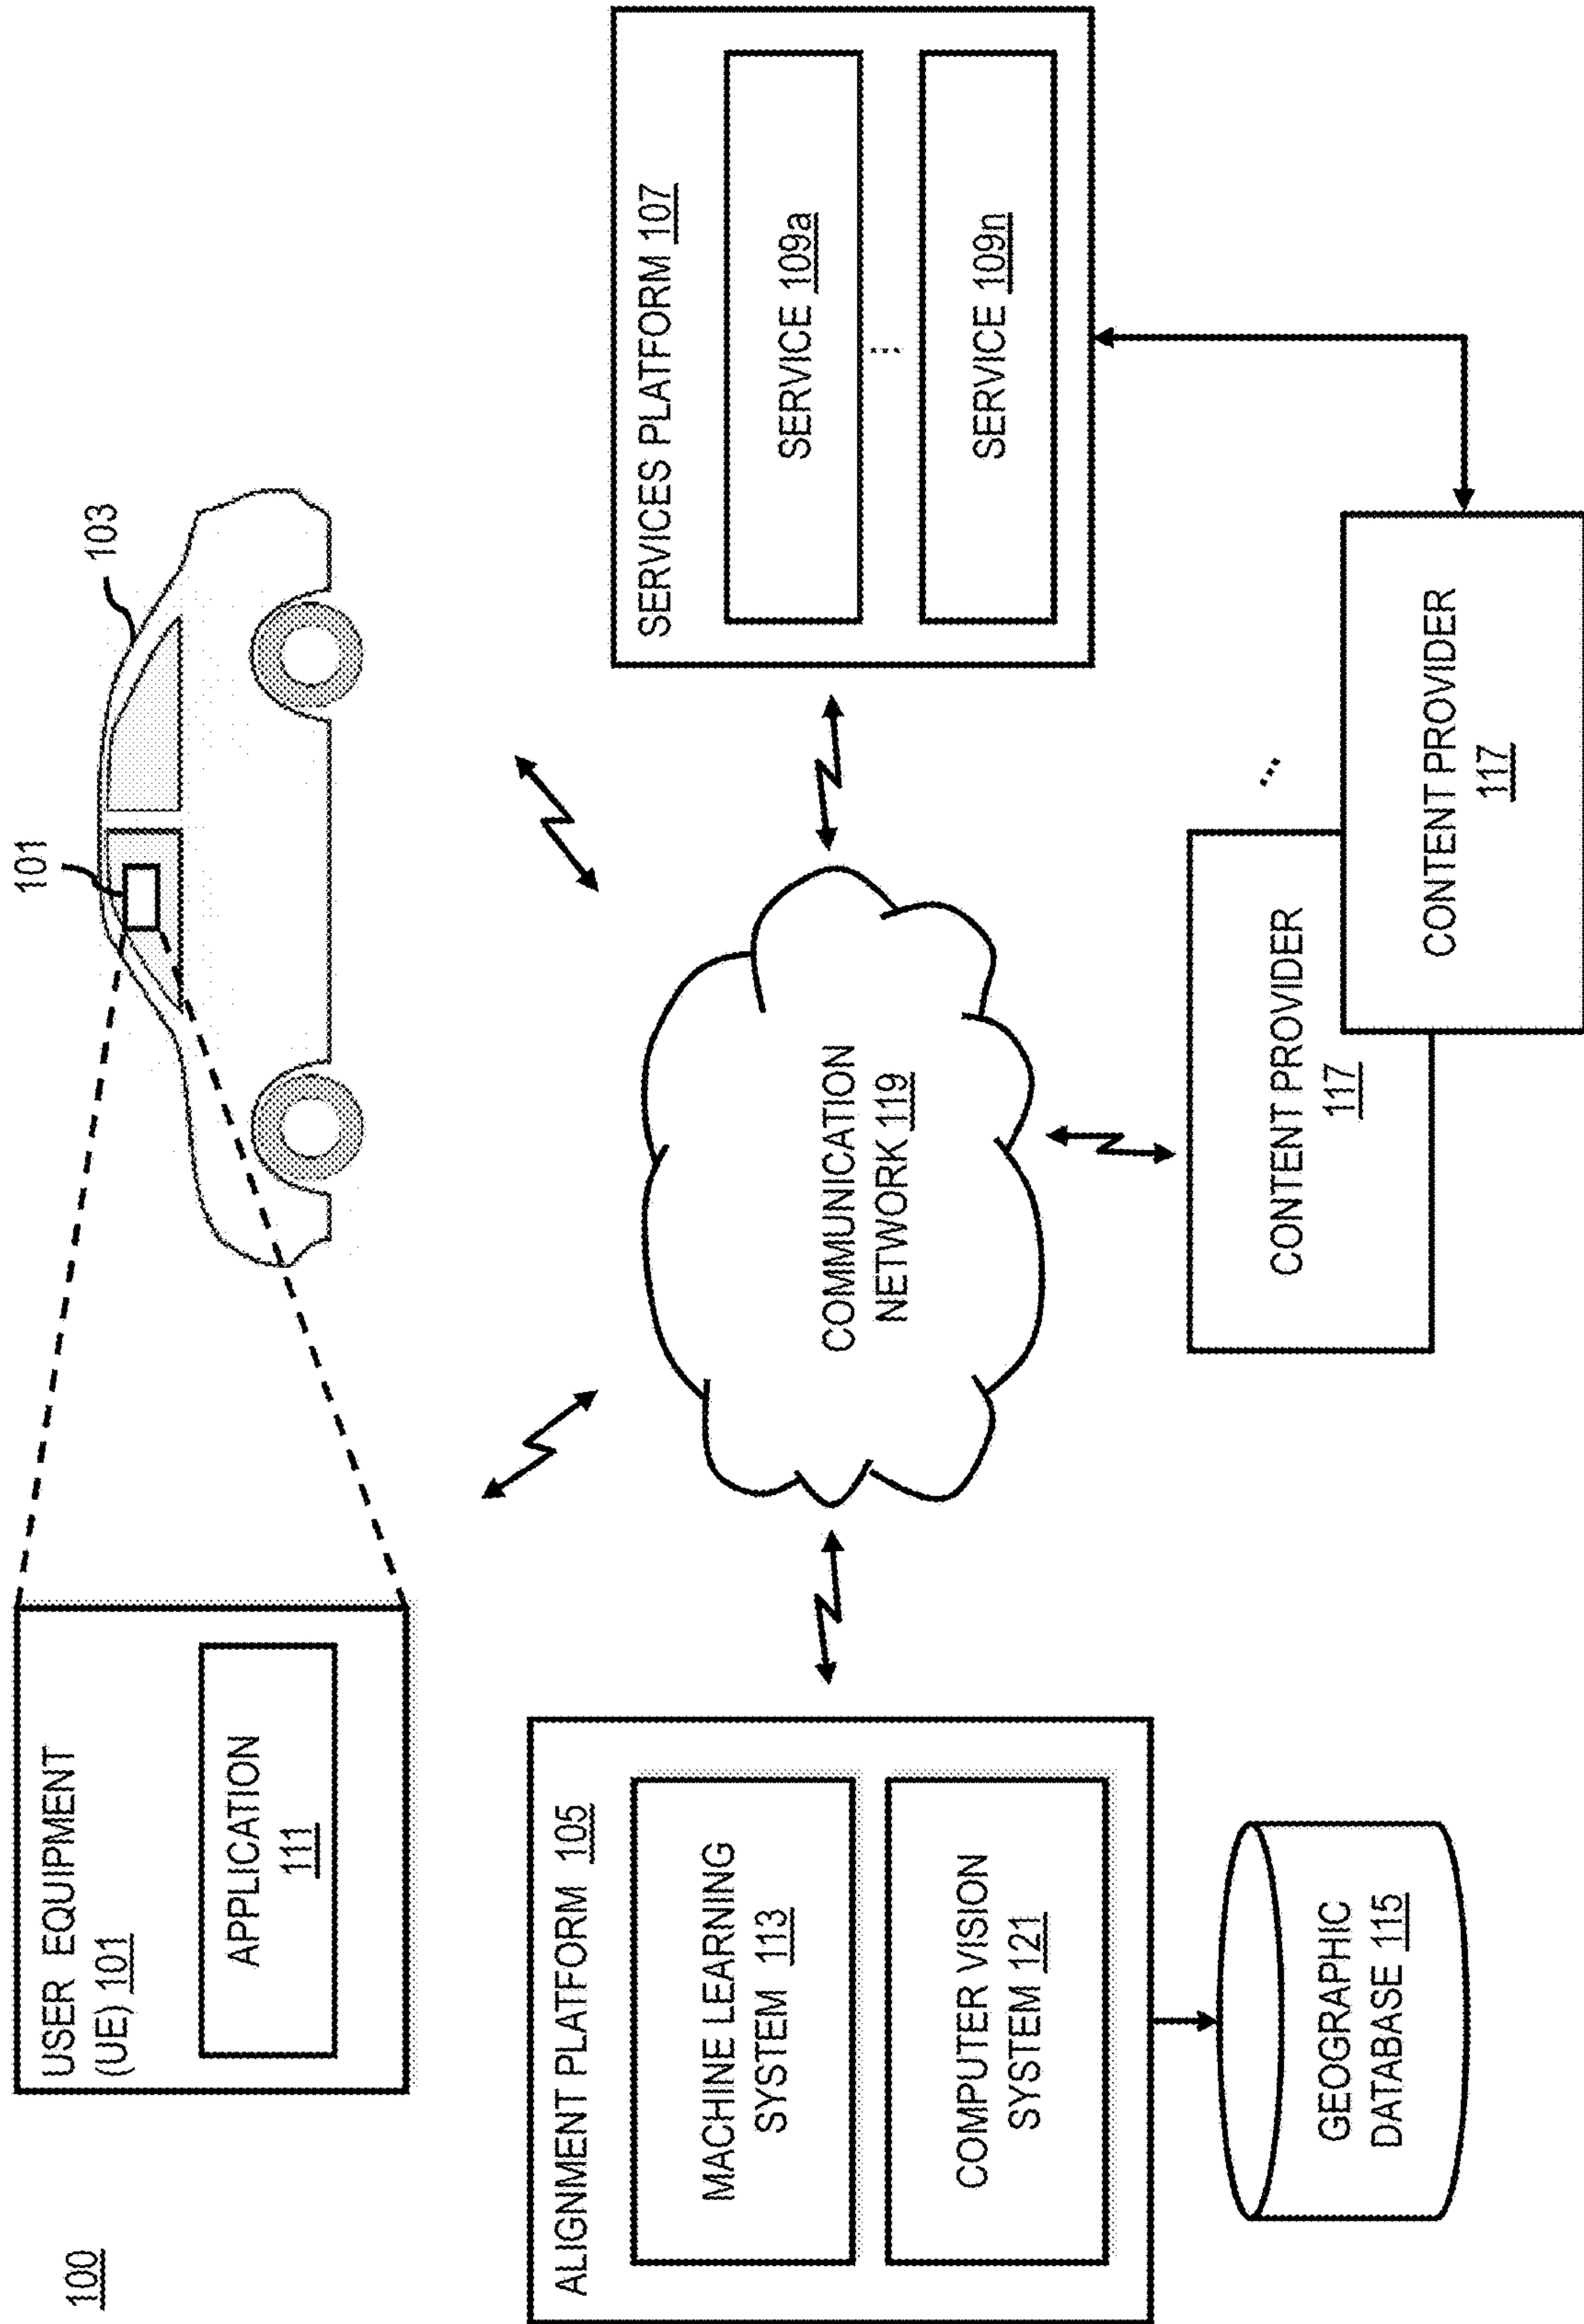 100
USER EQUIPMENT
(UE) 101
APPLICATION
111
101
103
ALIGNMENT PLATFORM 105
MACHINE LEARNING
SYSTEM 113
COMPUTER VISION
SYSTEM 121
GEOGRAPHIC
DATABASE 115
COMMUNICATION
NETWORK 119
SERVICES PLATFORM 107
SERVICE 109a
...
SERVICE 109n
CONTENT PROVIDER
117
...
CONTENT PROVIDER
117